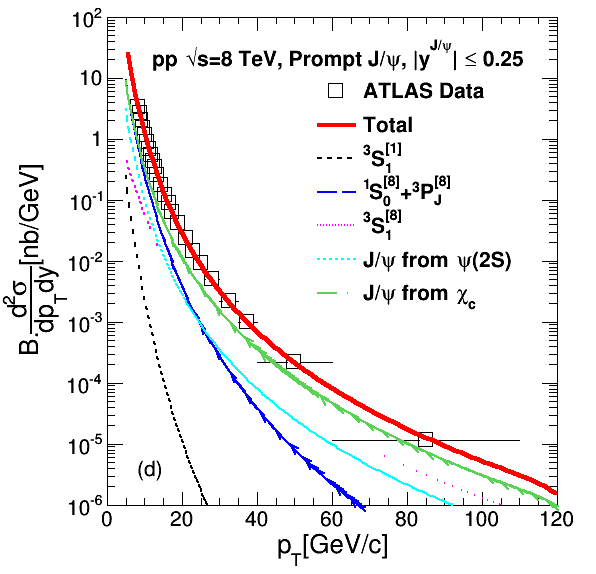 pp √s=8 TeV, Prompt J/ψ, |y^{J/ψ}| ≤ 0.25
ATLAS Data
Total
³S₁^{[1]}
¹S₀^{[8]}+³P_J^{[8]}
³S₁^{[8]}
J/ψ from ψ(2S)
J/ψ from χ_c
B·d²σ/dp_T dy[nb/GeV]
10²
10
1
10⁻¹
10⁻²
10⁻³
10⁻⁴
10⁻⁵
10⁻⁶
(d)
0 20 40 60 80 100 120
p_T[GeV/c]